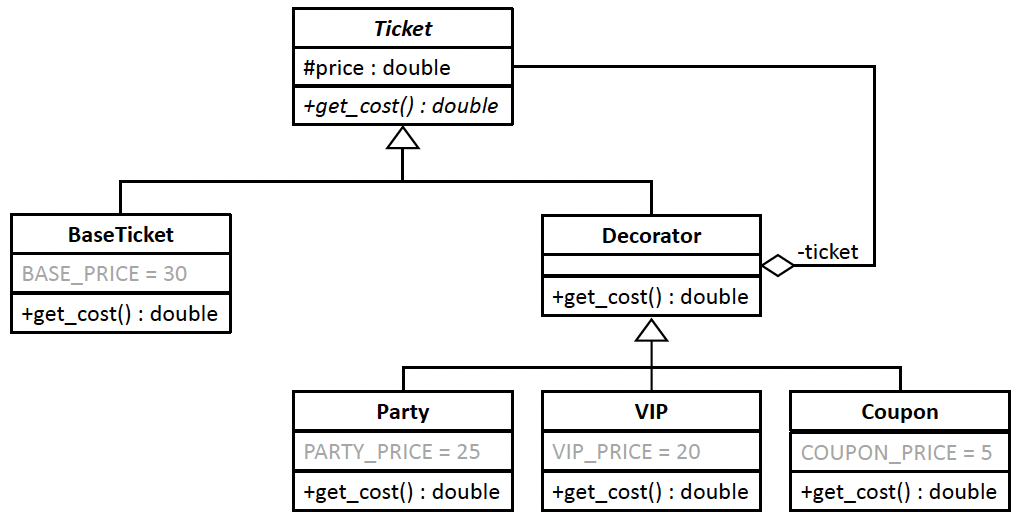 Ticket
#price : double
+get_cost() : double
BaseTicket
BASE_PRICE = 30
+get_cost() : double
Decorator
+get_cost() : double
-ticket
Party
PARTY_PRICE = 25
+get_cost() : double
VIP
VIP_PRICE = 20
+get_cost() : double
Coupon
COUPON_PRICE = 5
+get_cost() : double